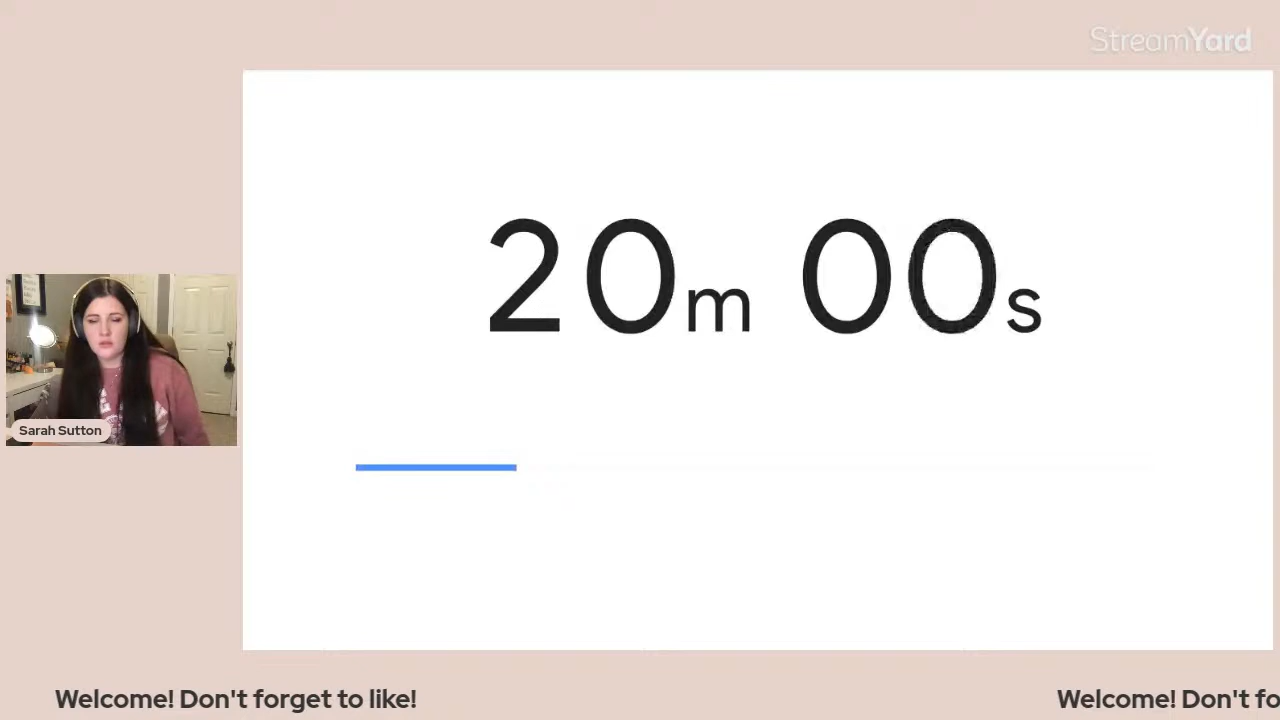 StreamYard
20m 00s
Sarah Sutton
Welcome! Don't forget to like!
Welcome! Don't fo